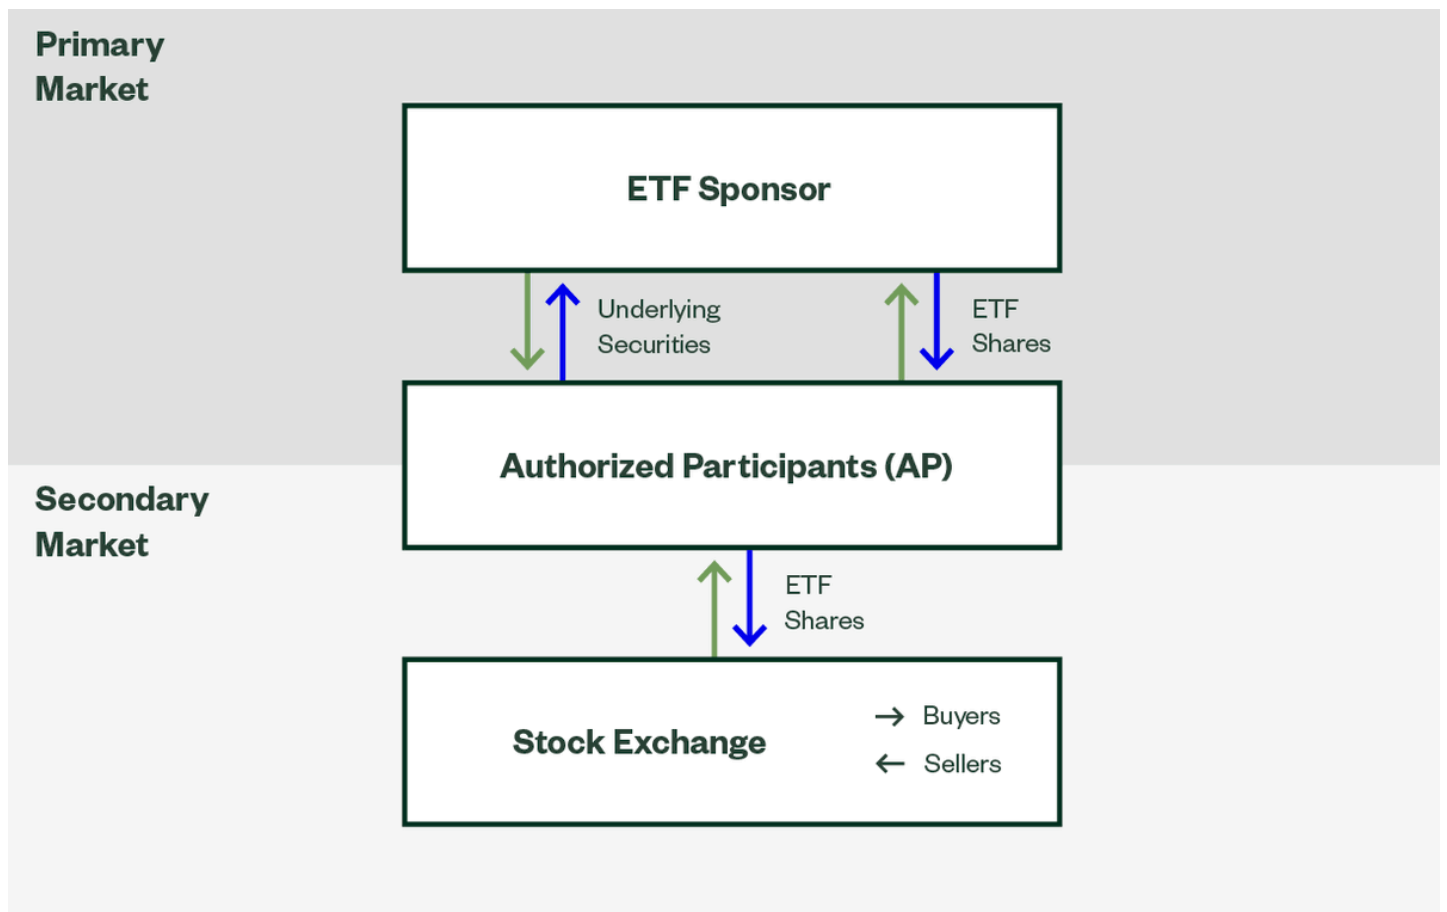 Primary
Market
ETF Sponsor
Underlying
Securities
ETF
Shares
Authorized Participants (AP)
Secondary
Market
ETF
Shares
Stock Exchange
→ Buyers
← Sellers